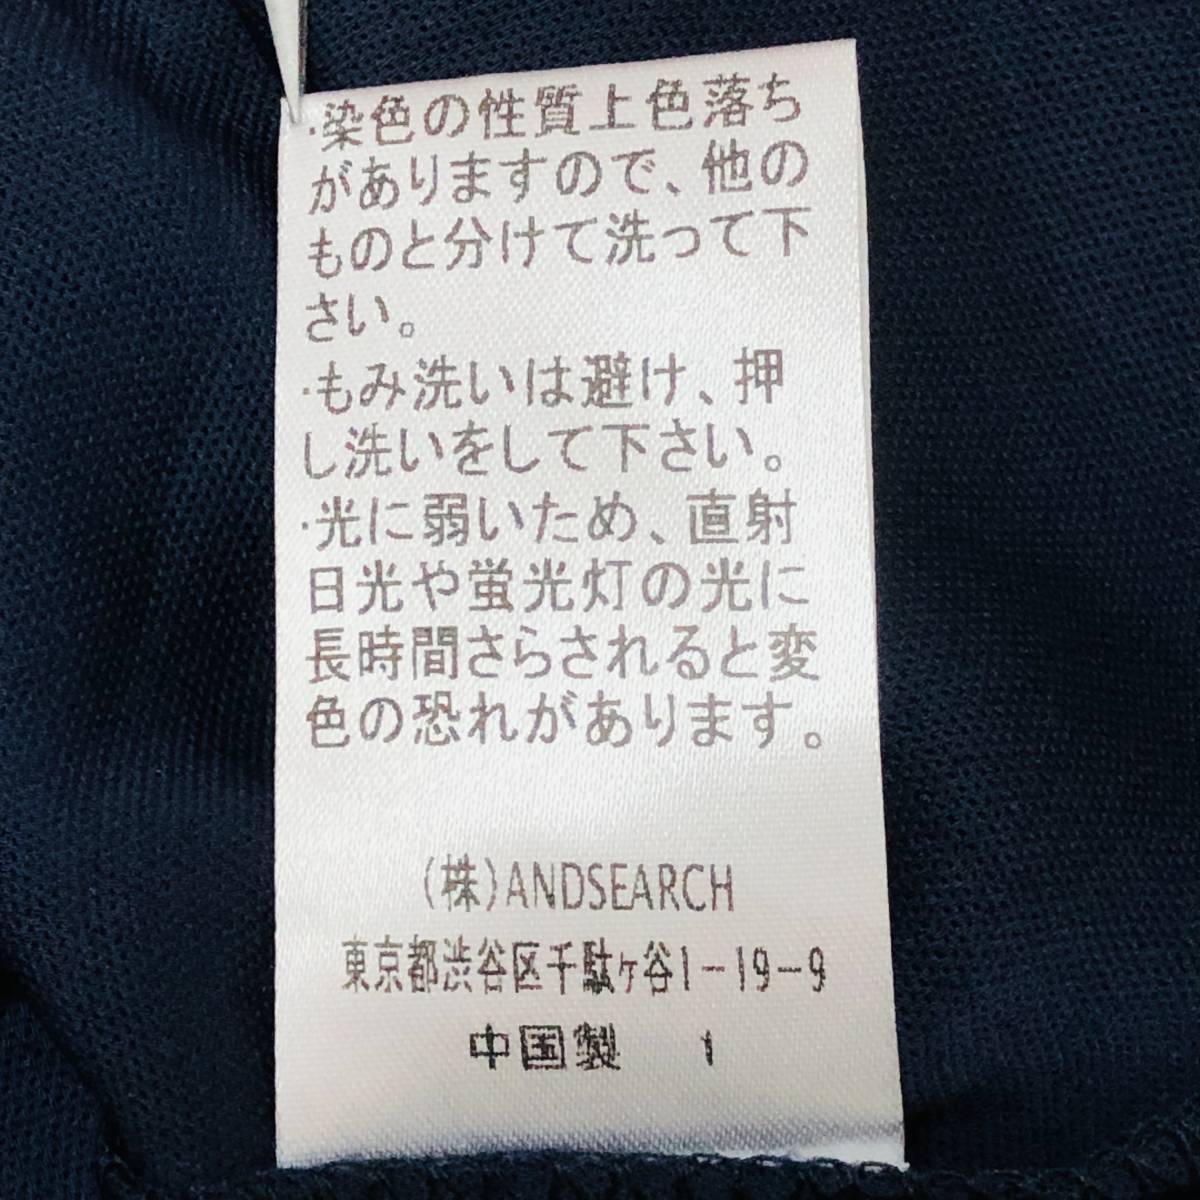 ·染色の性質上色落ち
がありますので、他の
ものと分けて洗って下
さい。
·もみ洗いは避け、押
し洗いをして下さい。
·光に弱いため、直射
日光や蛍光灯の光に
長時間さらされると変
色の恐れがあります。
(株)ANDSEARCH
東京都渋谷区千駄ヶ谷1-19-9
中国製 1